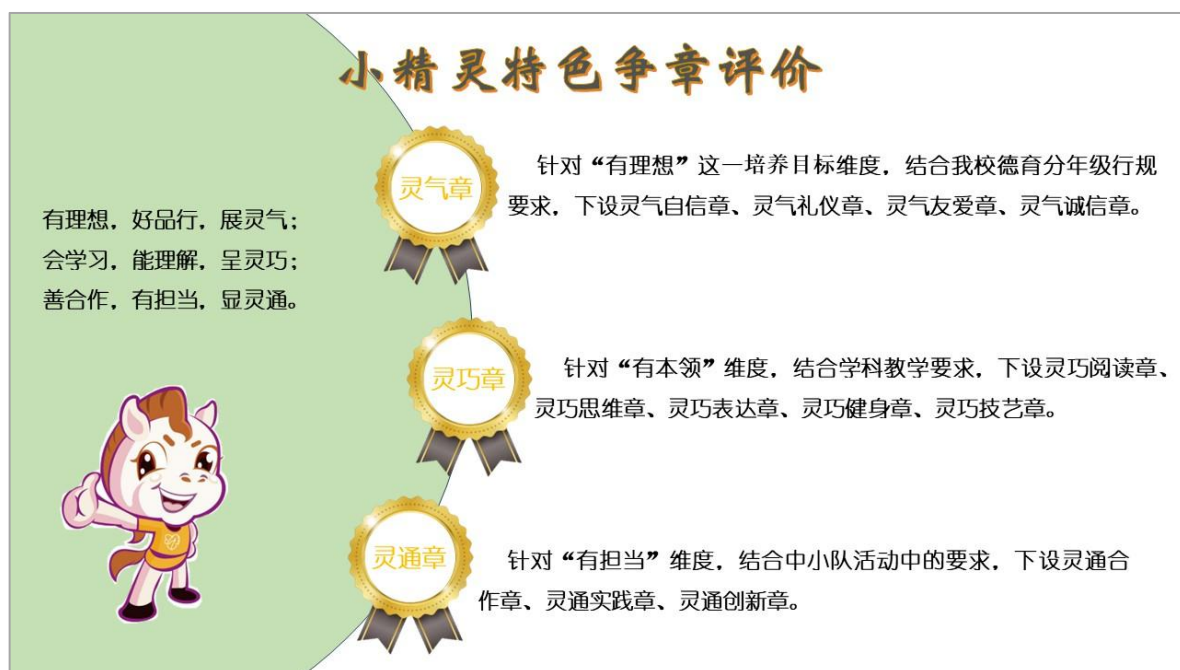 小精灵特色争章评价
有理想，好品行，展灵气；
会学习，能理解，呈灵巧；
善合作，有担当，显灵通。
灵气章
针对“有理想”这一培养目标维度，结合我校德育分年级行规
要求，下设灵气自信章、灵气礼仪章、灵气友爱章、灵气诚信章。
灵巧章
针对“有本领”维度，结合学科教学要求，下设灵巧阅读章、
灵巧思维章、灵巧表达章、灵巧健身章、灵巧技艺章。
灵通章
针对“有担当”维度，结合中小队活动中的要求，下设灵通合
作章、灵通实践章、灵通创新章。